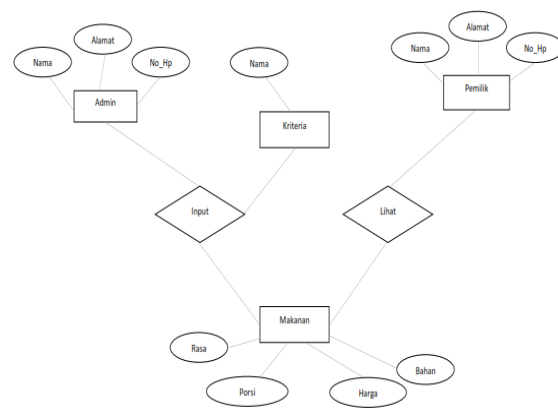 Alamat
Nama
No_Hp
Admin
Nama
Kriteria
Alamat
Nama
No_Hp
Pemilik
Input
Lihat
Makanan
Rasa
Porsi
Harga
Bahan